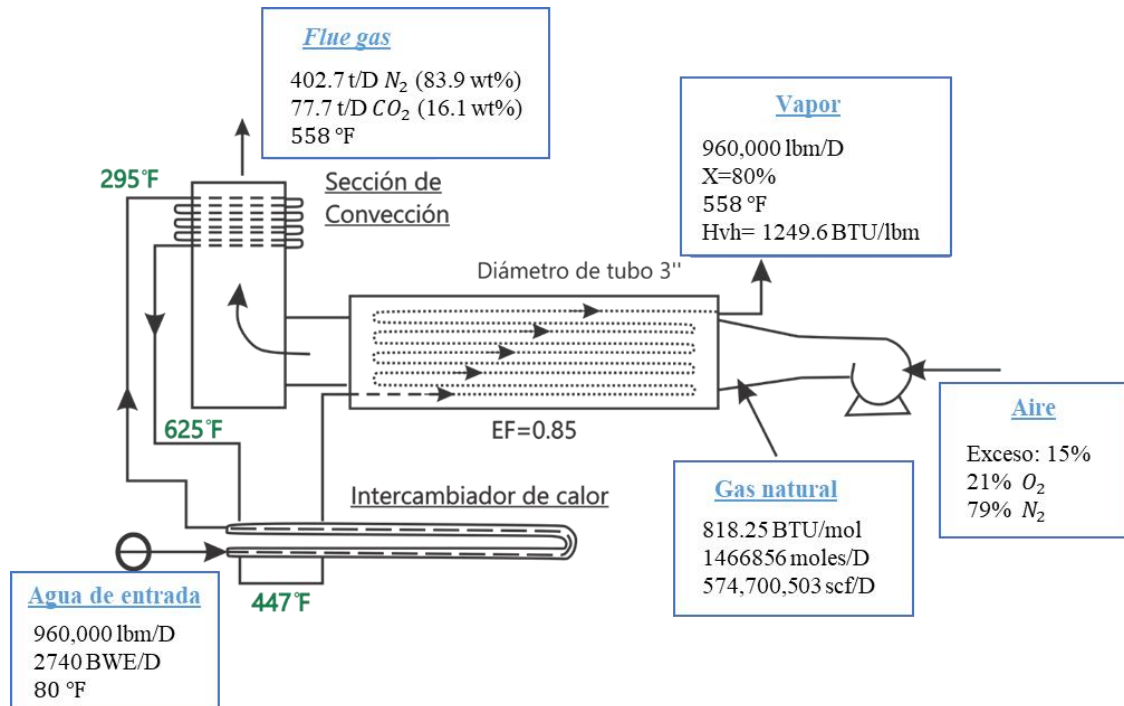 Flue gas
402.7 t/D N₂ (83.9 wt%)
77.7 t/D CO₂ (16.1 wt%)
558 °F
Vapor
960,000 lbm/D
X=80%
558 °F
Hvh= 1249.6 BTU/lbm
295°F
Sección de
Convección
Diámetro de tubo 3''
625°F
EF=0.85
Aire
Exceso: 15%
21% O₂
79% N₂
Gas natural
818.25 BTU/mol
1466856 moles/D
574,700,503 scf/D
Intercambiador de calor
447°F
Agua de entrada
960,000 lbm/D
2740 BWE/D
80 °F